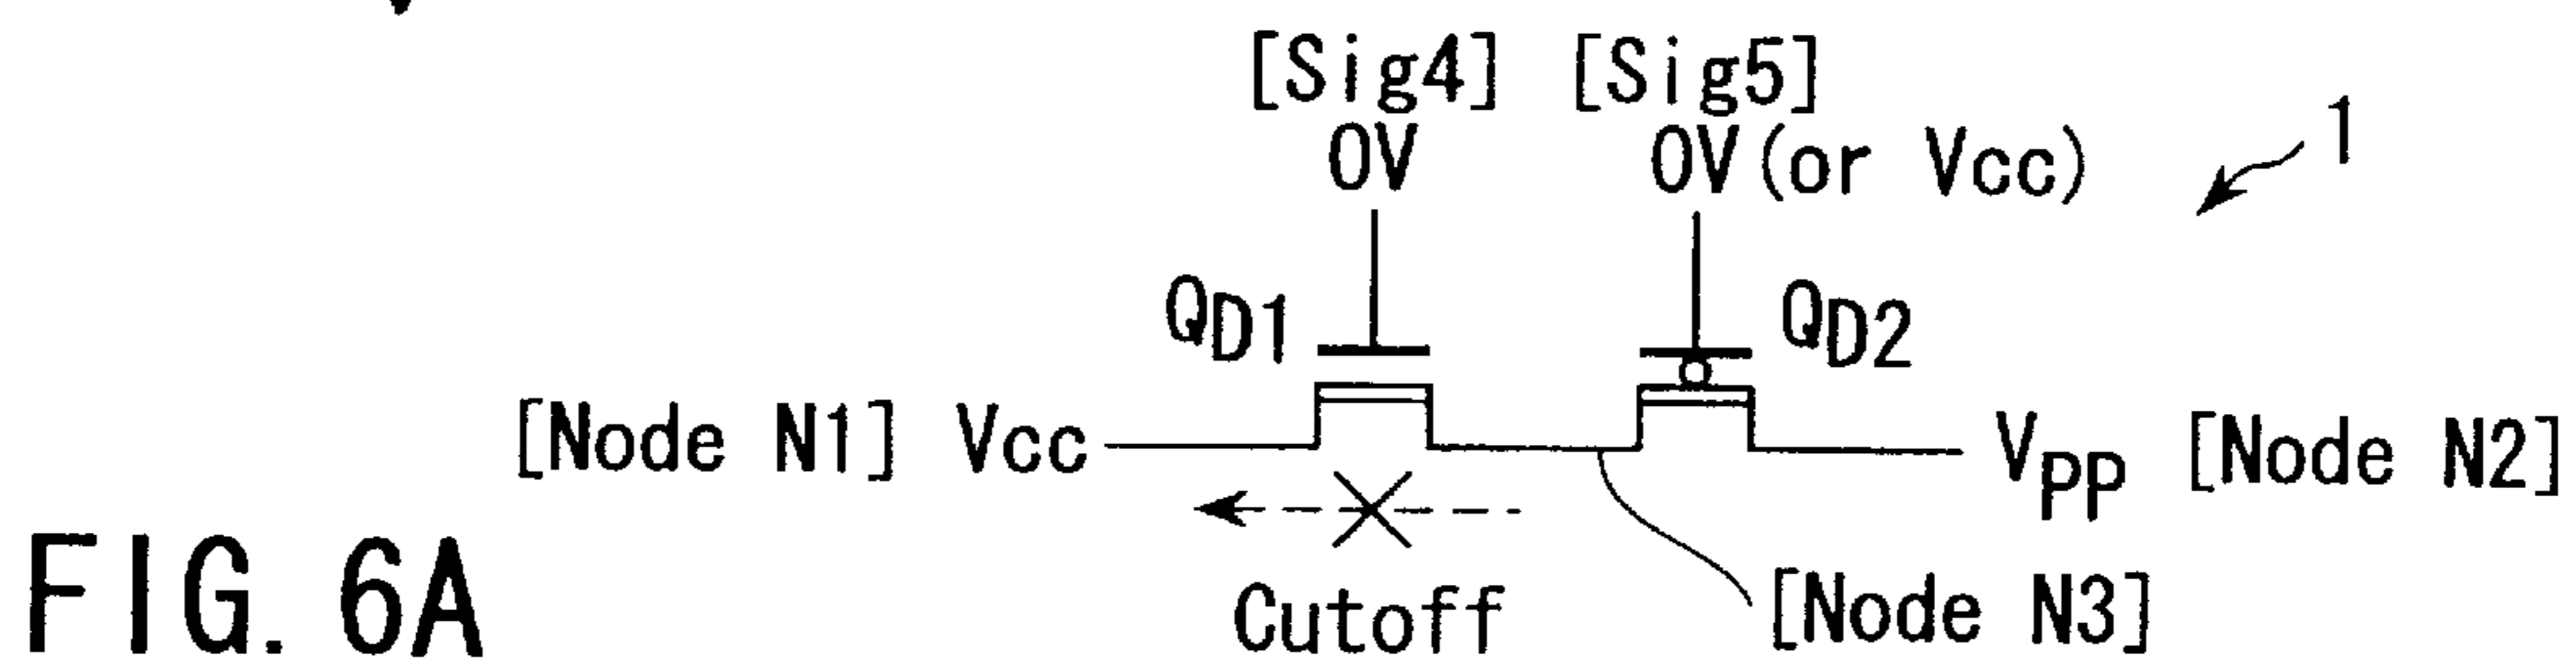 [Sig4] [Sig5]
0V 0V(or Vcc) 1
QD1 QD2
[Node N1] Vcc VPP [Node N2]
Cutoff [Node N3]
FIG. 6A